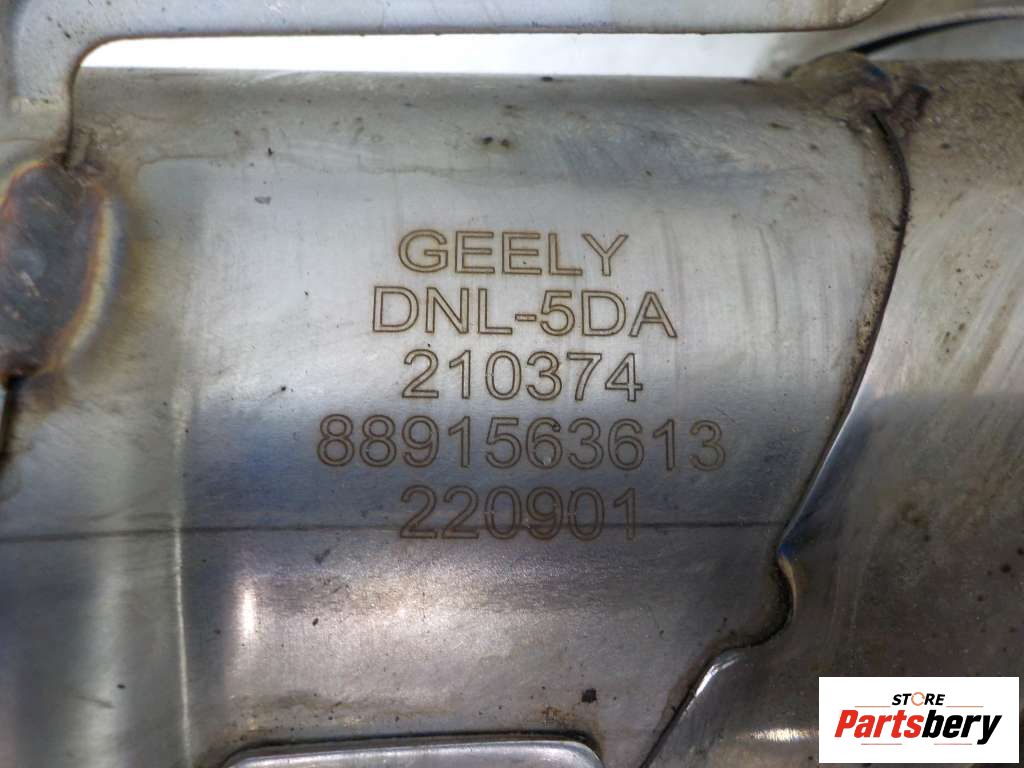 GEELY
DNL-5DA
210374
8891563613
220901
STORE
Partsbery